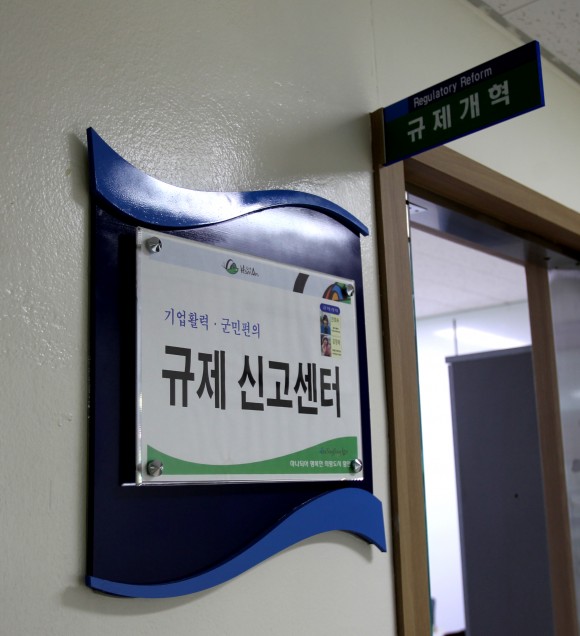 Regulatory Reform
규제개혁
기업활력 · 군민편의
규제 신고센터